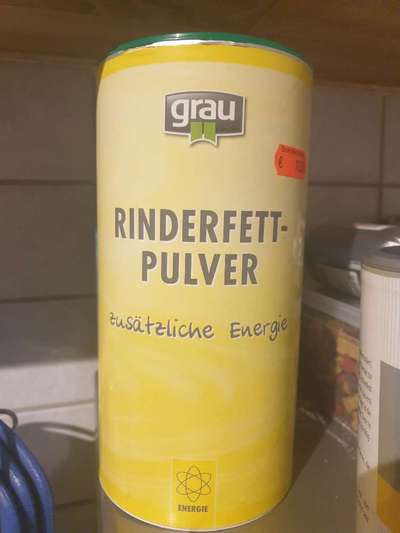 grau
€
RINDERFETT-
PULVER
zusätzliche Energie
ENERGIE